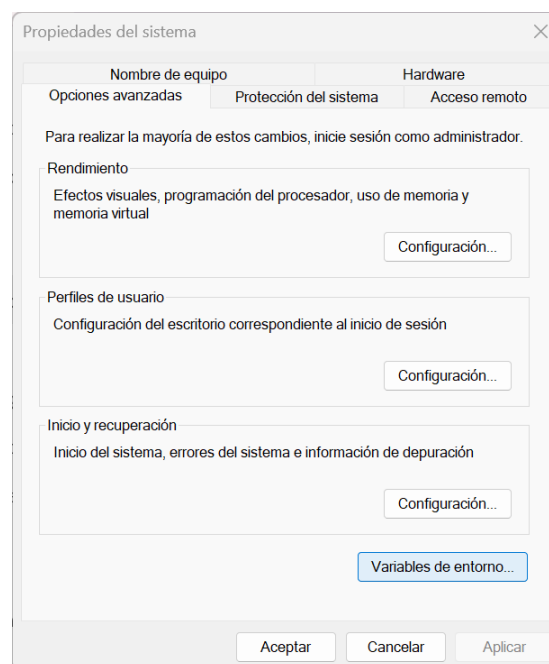 Propiedades del sistema
Nombre de equipo
Hardware
Opciones avanzadas
Protección del sistema
Acceso remoto
Para realizar la mayoría de estos cambios, inicie sesión como administrador.
Rendimiento
Efectos visuales, programación del procesador, uso de memoria y
memoria virtual
Configuración...
Perfiles de usuario
Configuración del escritorio correspondiente al inicio de sesión
Configuración...
Inicio y recuperación
Inicio del sistema, errores del sistema e información de depuración
Configuración...
Variables de entorno...
Aceptar
Cancelar
Aplicar